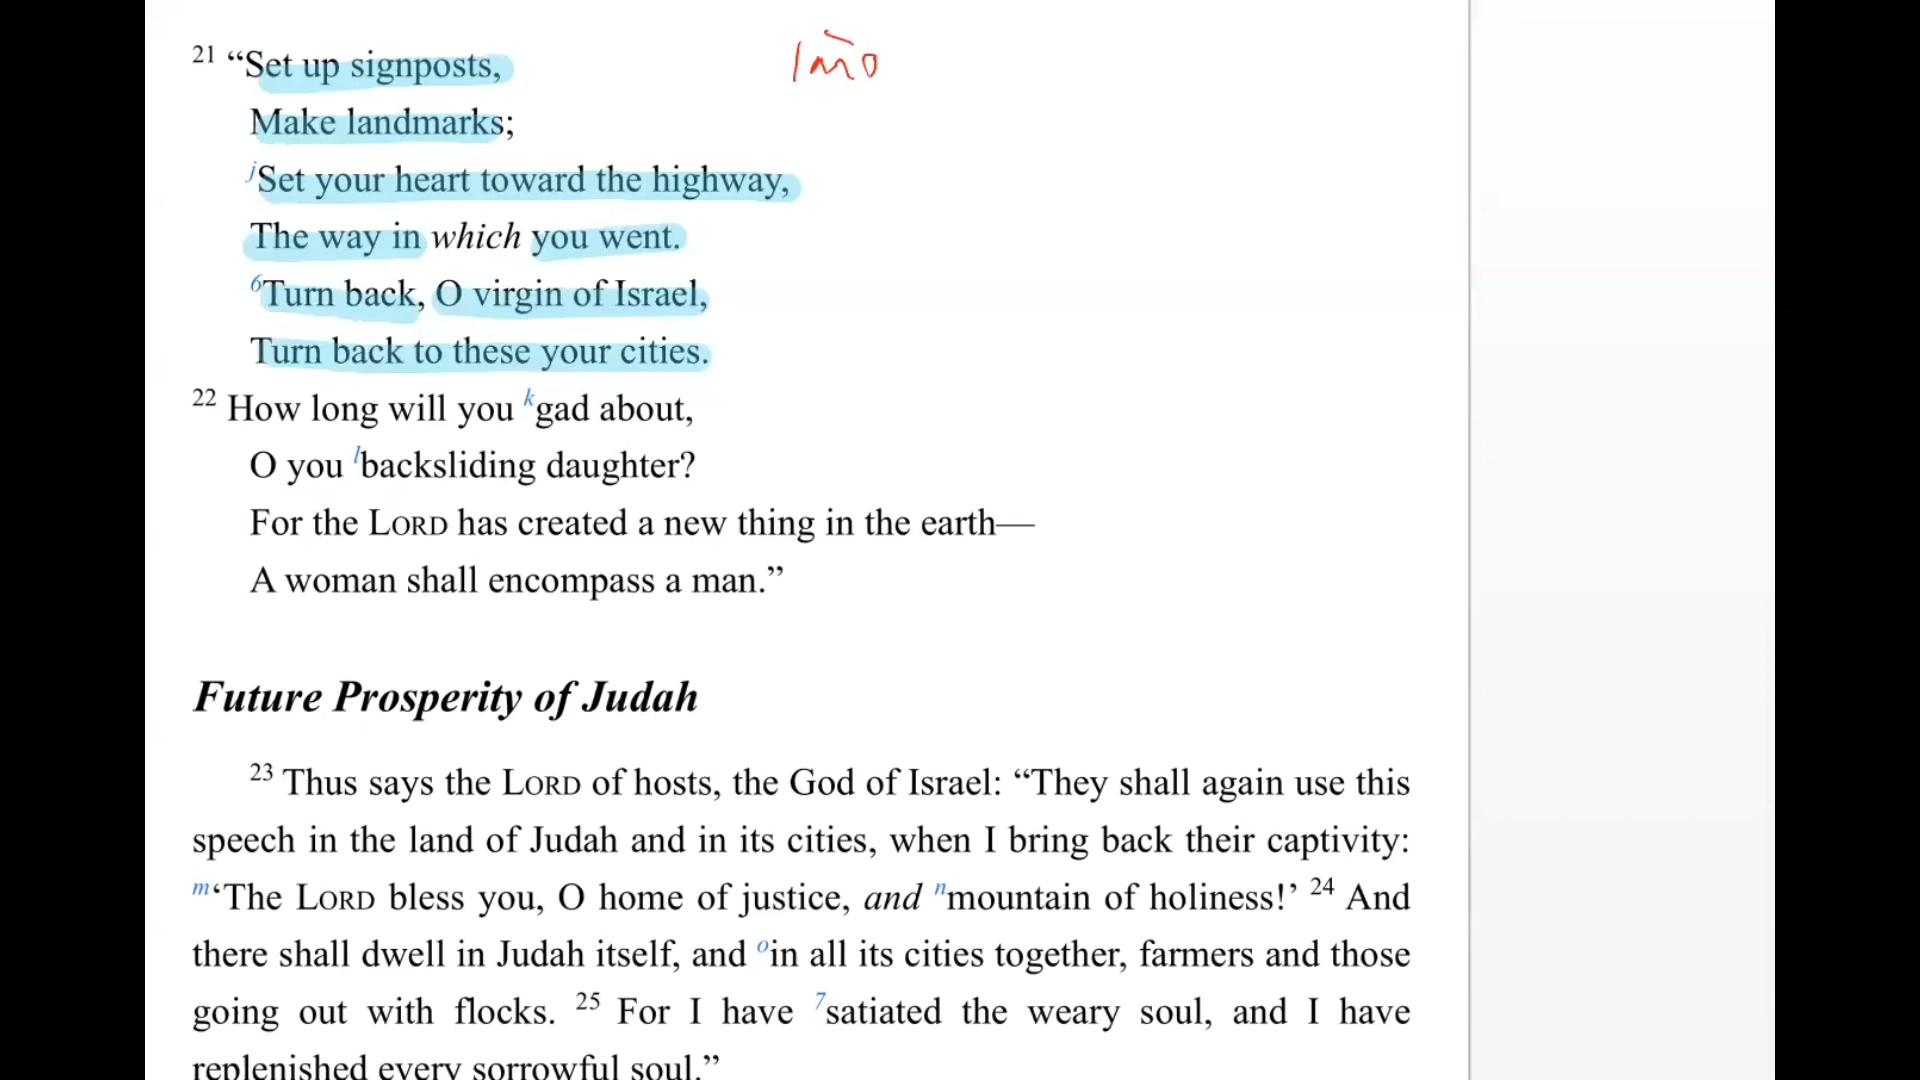 21 “Set up signposts,
Make landmarks;
jSet your heart toward the highway,
The way in which you went.
6Turn back, O virgin of Israel,
Turn back to these your cities.
22 How long will you kgad about,
O you lbacksliding daughter?
For the LORD has created a new thing in the earth—
A woman shall encompass a man.”
Future Prosperity of Judah
23 Thus says the LORD of hosts, the God of Israel: “They shall again use this
speech in the land of Judah and in its cities, when I bring back their captivity:
m‘The LORD bless you, O home of justice, and nmountain of holiness!’ 24 And
there shall dwell in Judah itself, and oin all its cities together, farmers and those
going out with flocks. 25 For I have 7satiated the weary soul, and I have
replenished every sorrowful soul.”